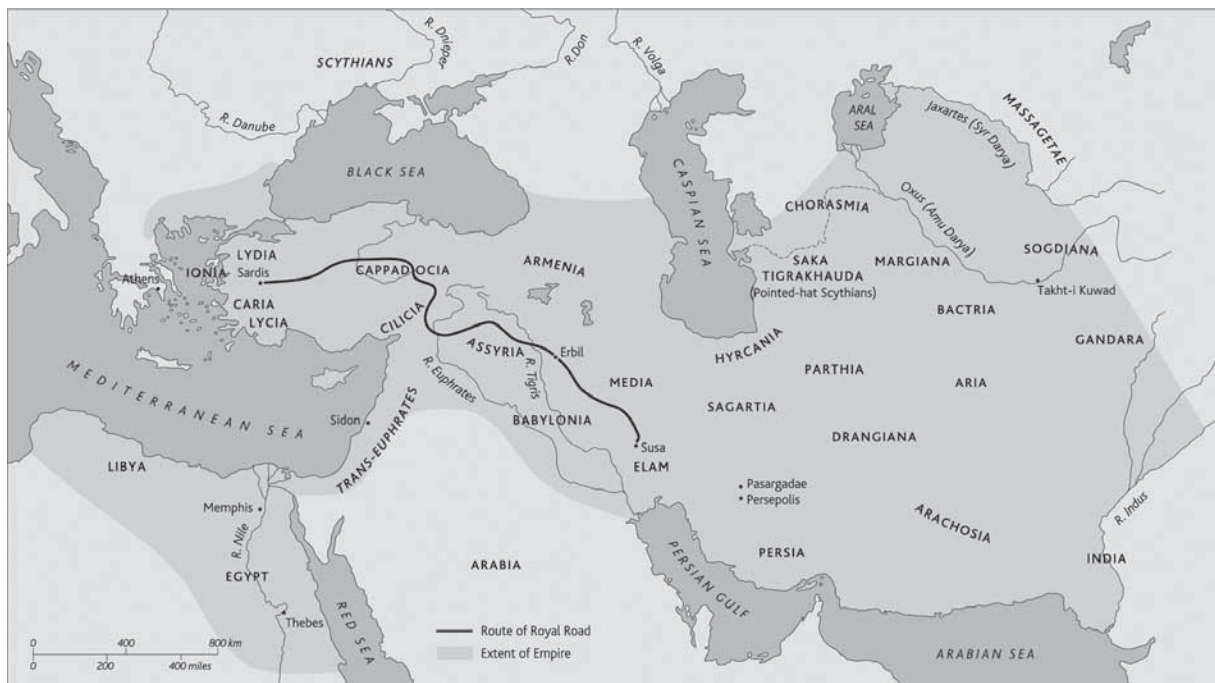 SCYTHIANS
R. Dnieper
R. Don
R. Volga
R. Danube
BLACK SEA
CASPIAN SEA
ARAL
SEA
Jaxartes (Syr Darya)
MASSAGETAE
Oxus (Amu Darya)
CHORASMIA
SOGDIANA
Takht-i Kuwad
SAKA
TIGRAKHAUDA
(Pointed-hat Scythians)
MARGIANA
BACTRIA
GANDARA
LYDIA
IONIA
Sardis
Athens
CARIA
LYCIA
CAPPADOCIA
ARMENIA
CILICIA
ASSYRIA
Erbil
R. Tigris
R. Euphrates
MEDIA
HYRCANIA
PARTHIA
ARIA
SAGARTIA
DRANGIANA
MEDITERRANEAN SEA
Sidon
TRANS-EUPHRATES
BABYLONIA
Susa
ELAM
Pasargadae
Persepolis
ARACHOSIA
R. Indus
INDIA
LIBYA
Memphis
R. Nile
EGYPT
Thebes
RED SEA
ARABIA
PERSIAN GULF
PERSIA
ARABIAN SEA
Route of Royal Road
Extent of Empire
0 400 800 km
0 200 400 miles